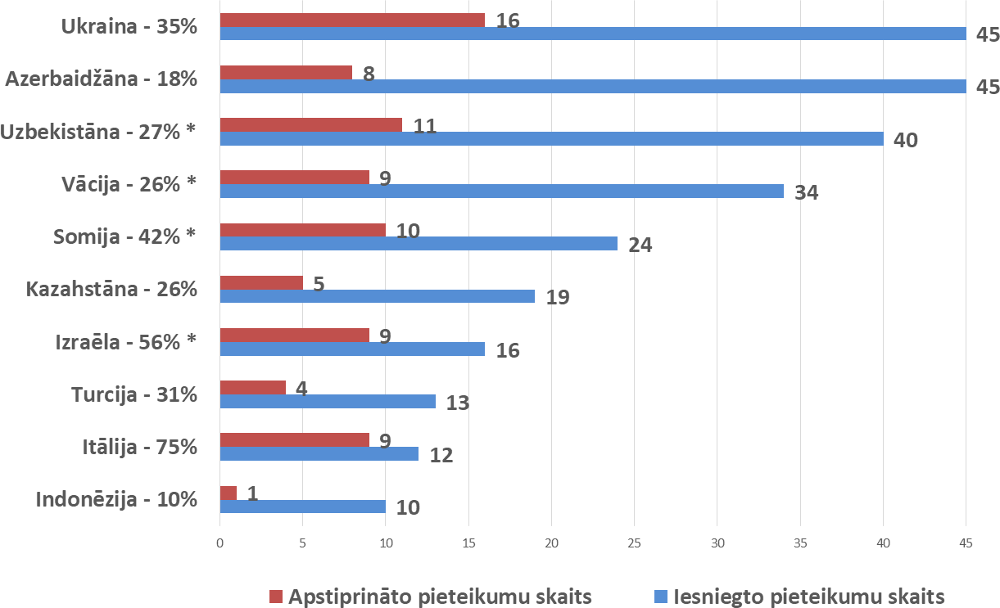 Ukraina - 35%
16
45
Azerbaidžāna - 18%
8
45
Uzbekistāna - 27% *
11
40
Vācija - 26% *
9
34
Somija - 42% *
10
24
Kazahstāna - 26%
5
19
Izraēla - 56% *
9
16
Turcija - 31%
4
13
Itālija - 75%
9
12
Indonēzija - 10%
1
10
0 5 10 15 20 25 30 35 40 45
Apstiprināto pieteikumu skaits Iesniegto pieteikumu skaits